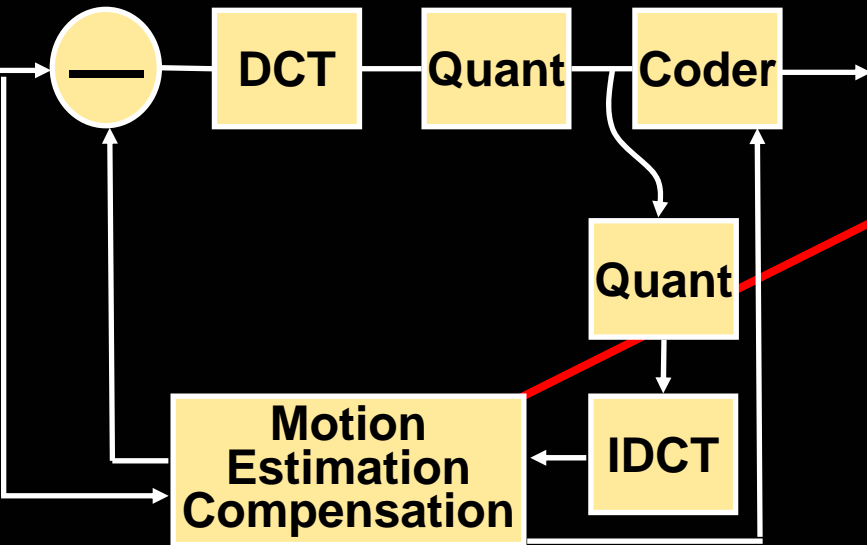 DCT
Quant
Coder
Quant
IDCT
Motion
Estimation
Compensation